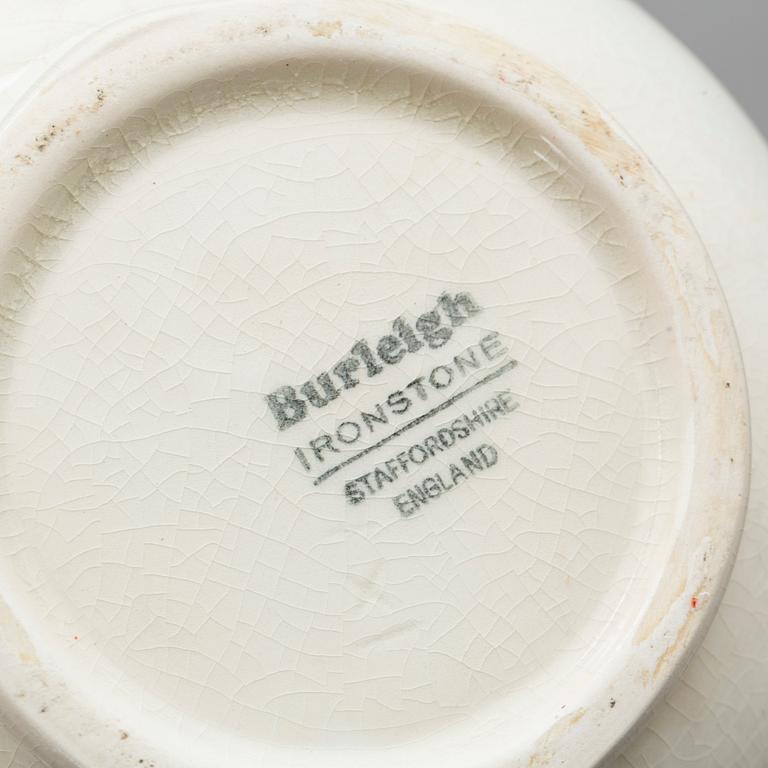 Burleigh
IRONSTONE
STAFFORDSHIRE
ENGLAND